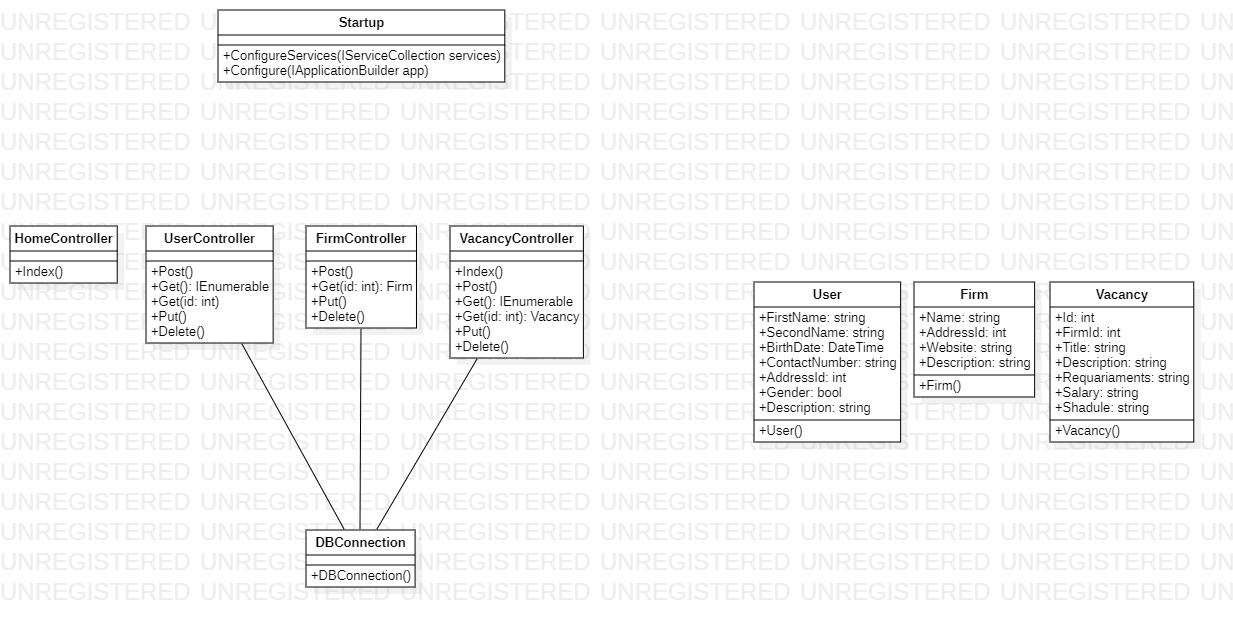 Startup
+ConfigureServices(IServiceCollection services)
+Configure(IApplicationBuilder app)
HomeController
+Index()
UserController
+Post()
+Get(): IEnumerable
+Get(id: int)
+Put()
+Delete()
FirmController
+Post()
+Get(id: int): Firm
+Put()
+Delete()
VacancyController
+Index()
+Post()
+Get(): IEnumerable
+Get(id: int): Vacancy
+Put()
+Delete()
User
+FirstName: string
+SecondName: string
+BirthDate: DateTime
+ContactNumber: string
+AddressId: int
+Gender: bool
+Description: string
+User()
Firm
+Name: string
+AddressId: int
+Website: string
+Description: string
+Firm()
Vacancy
+Id: int
+FirmId: int
+Title: string
+Description: string
+Requariaments: string
+Salary: string
+Shadule: string
+Vacancy()
DBConnection
+DBConnection()
UNREGISTERED